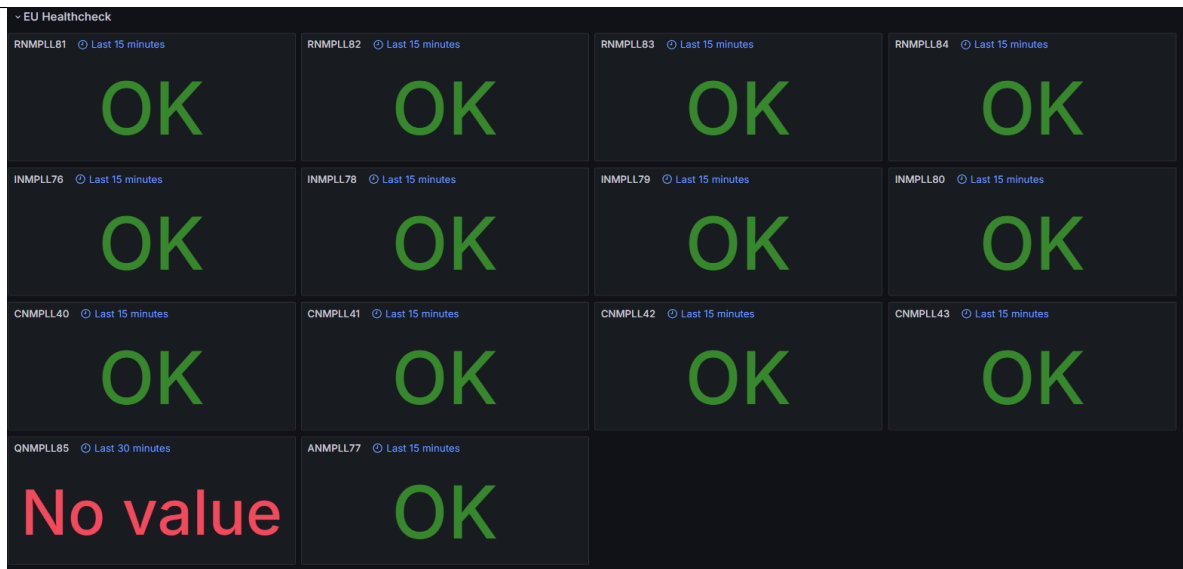 EU Healthcheck
RNMPLL81 Last 15 minutes
RNMPLL82 Last 15 minutes
RNMPLL83 Last 15 minutes
RNMPLL84 Last 15 minutes
OK
OK
OK
OK
INMPLL76 Last 15 minutes
INMPLL78 Last 15 minutes
INMPLL79 Last 15 minutes
INMPLL80 Last 15 minutes
OK
OK
OK
OK
CNMPLL40 Last 15 minutes
CNMPLL41 Last 15 minutes
CNMPLL42 Last 15 minutes
CNMPLL43 Last 15 minutes
OK
OK
OK
OK
QNMPLL85 Last 30 minutes
ANMPLL77 Last 15 minutes
No value
OK